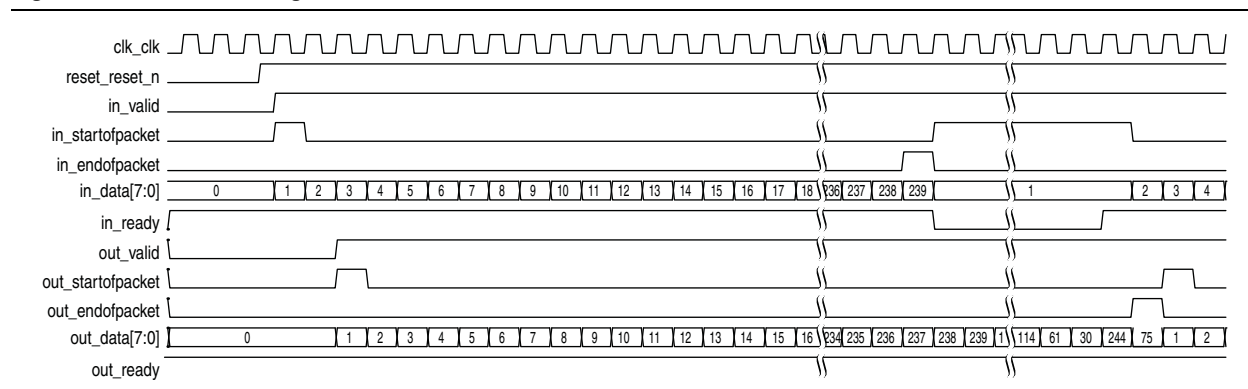 clk_clk
reset_reset_n
in_valid
in_startofpacket
in_endofpacket
in_data[7:0] 0 1 2 3 4 5 6 7 8 9 10 11 12 13 14 15 16 17 18 236 237 238 239 1 2 3 4
in_ready
out_valid
out_startofpacket
out_endofpacket
out_data[7:0] 0 1 2 3 4 5 6 7 8 9 10 11 12 13 14 15 16 234 235 236 237 238 239 1 114 61 30 244 75 1 2
out_ready